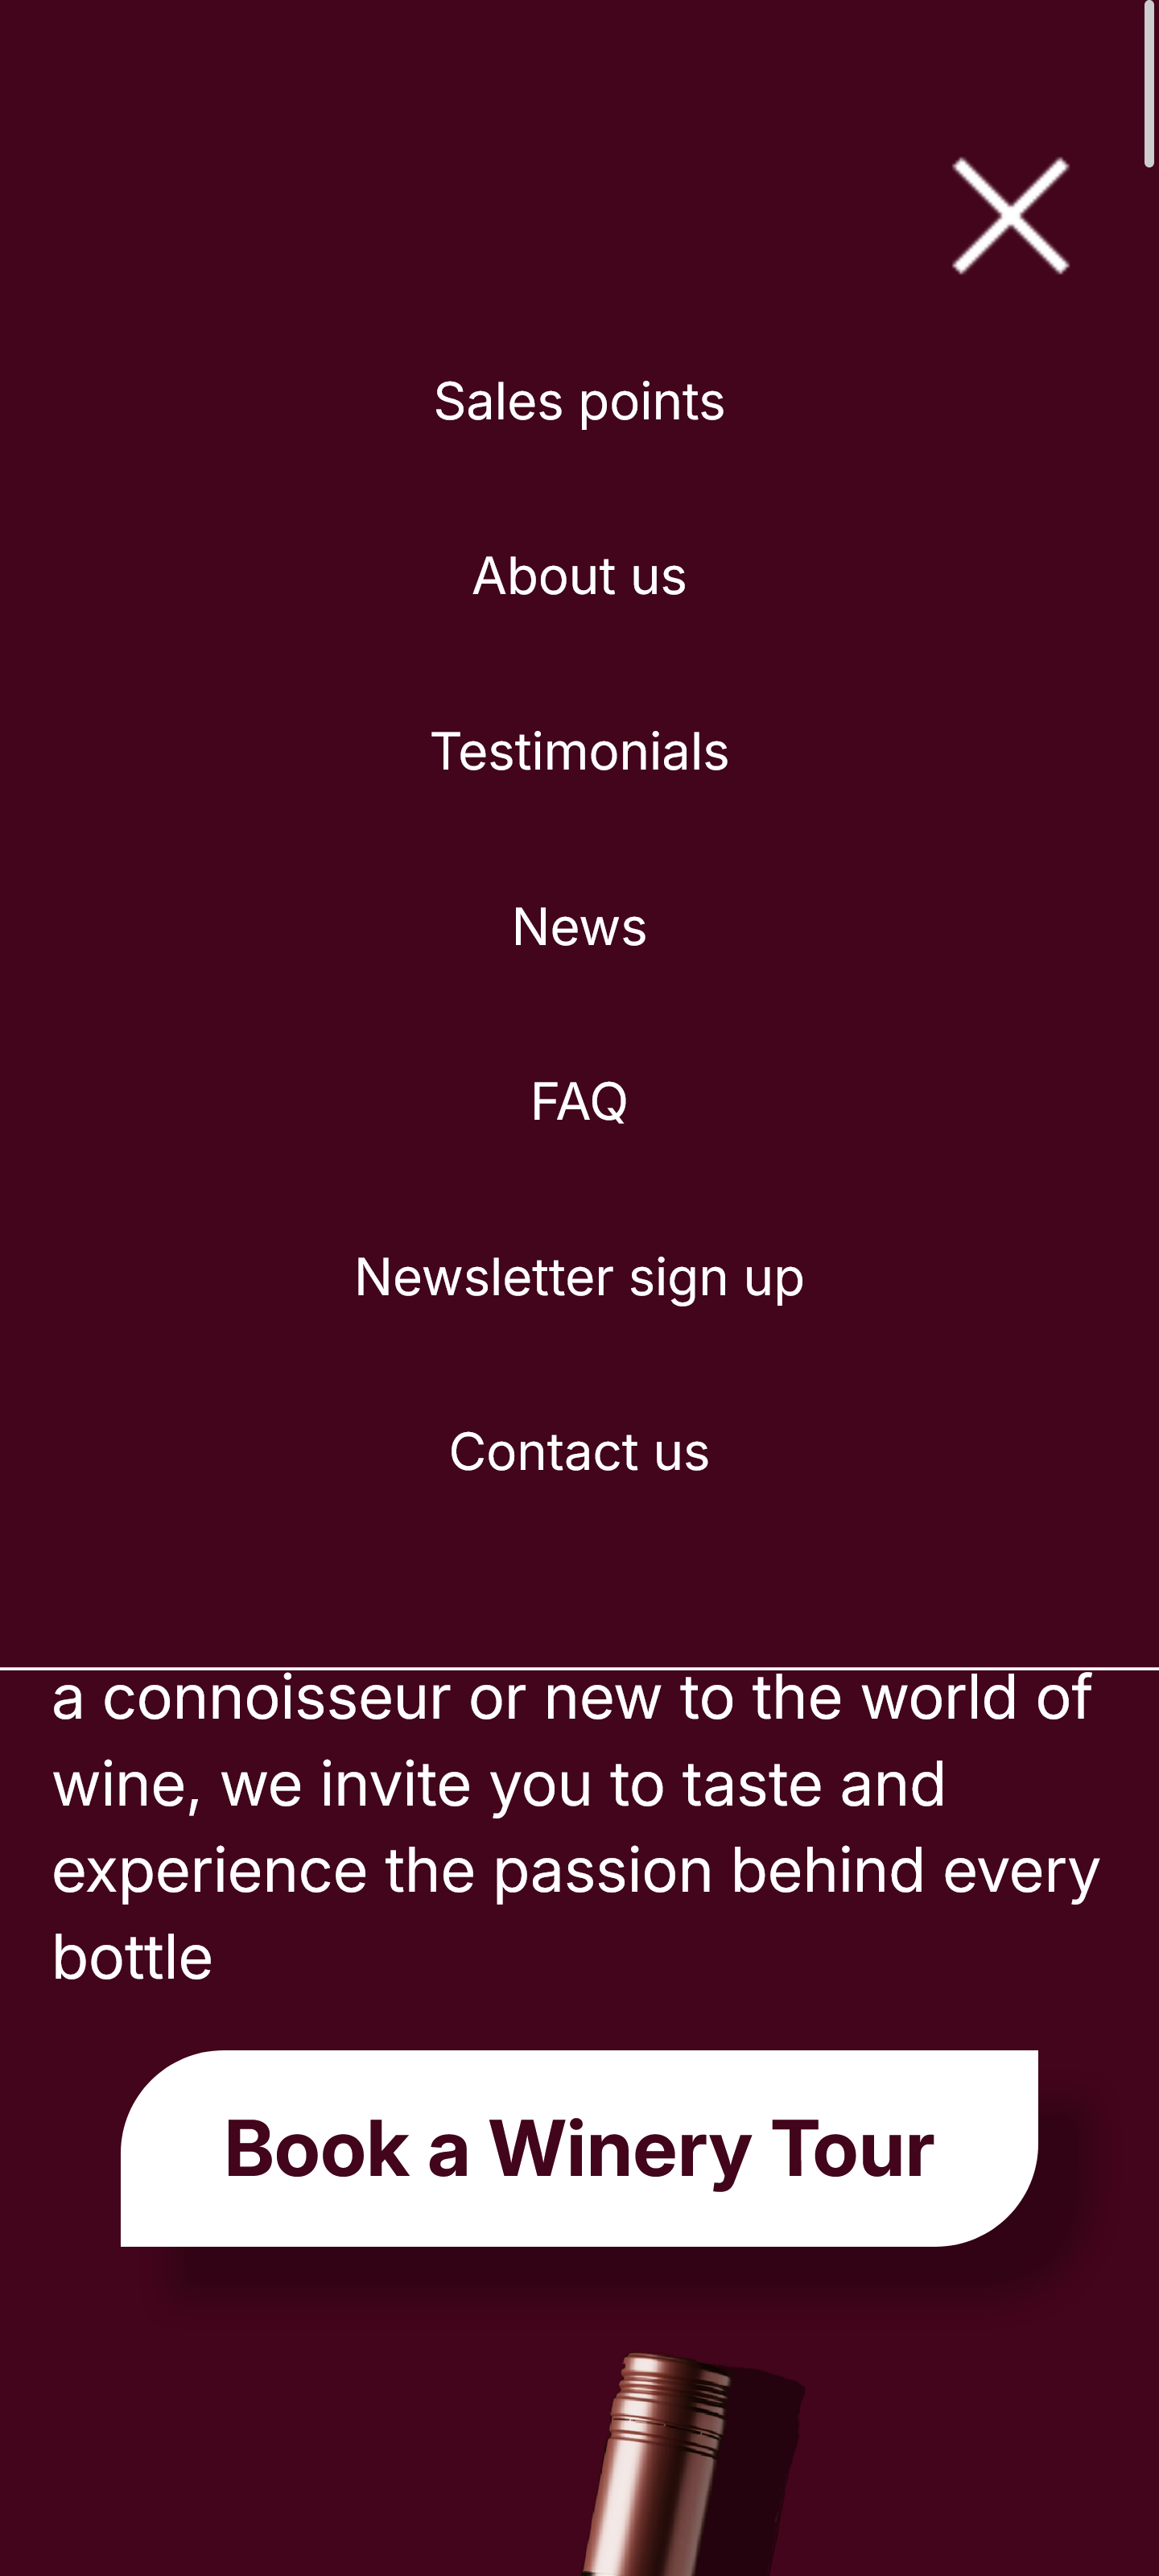 Sales points
About us
Testimonials
News
FAQ
Newsletter sign up
Contact us
a connoisseur or new to the world of
wine, we invite you to taste and
experience the passion behind every
bottle
Book a Winery Tour